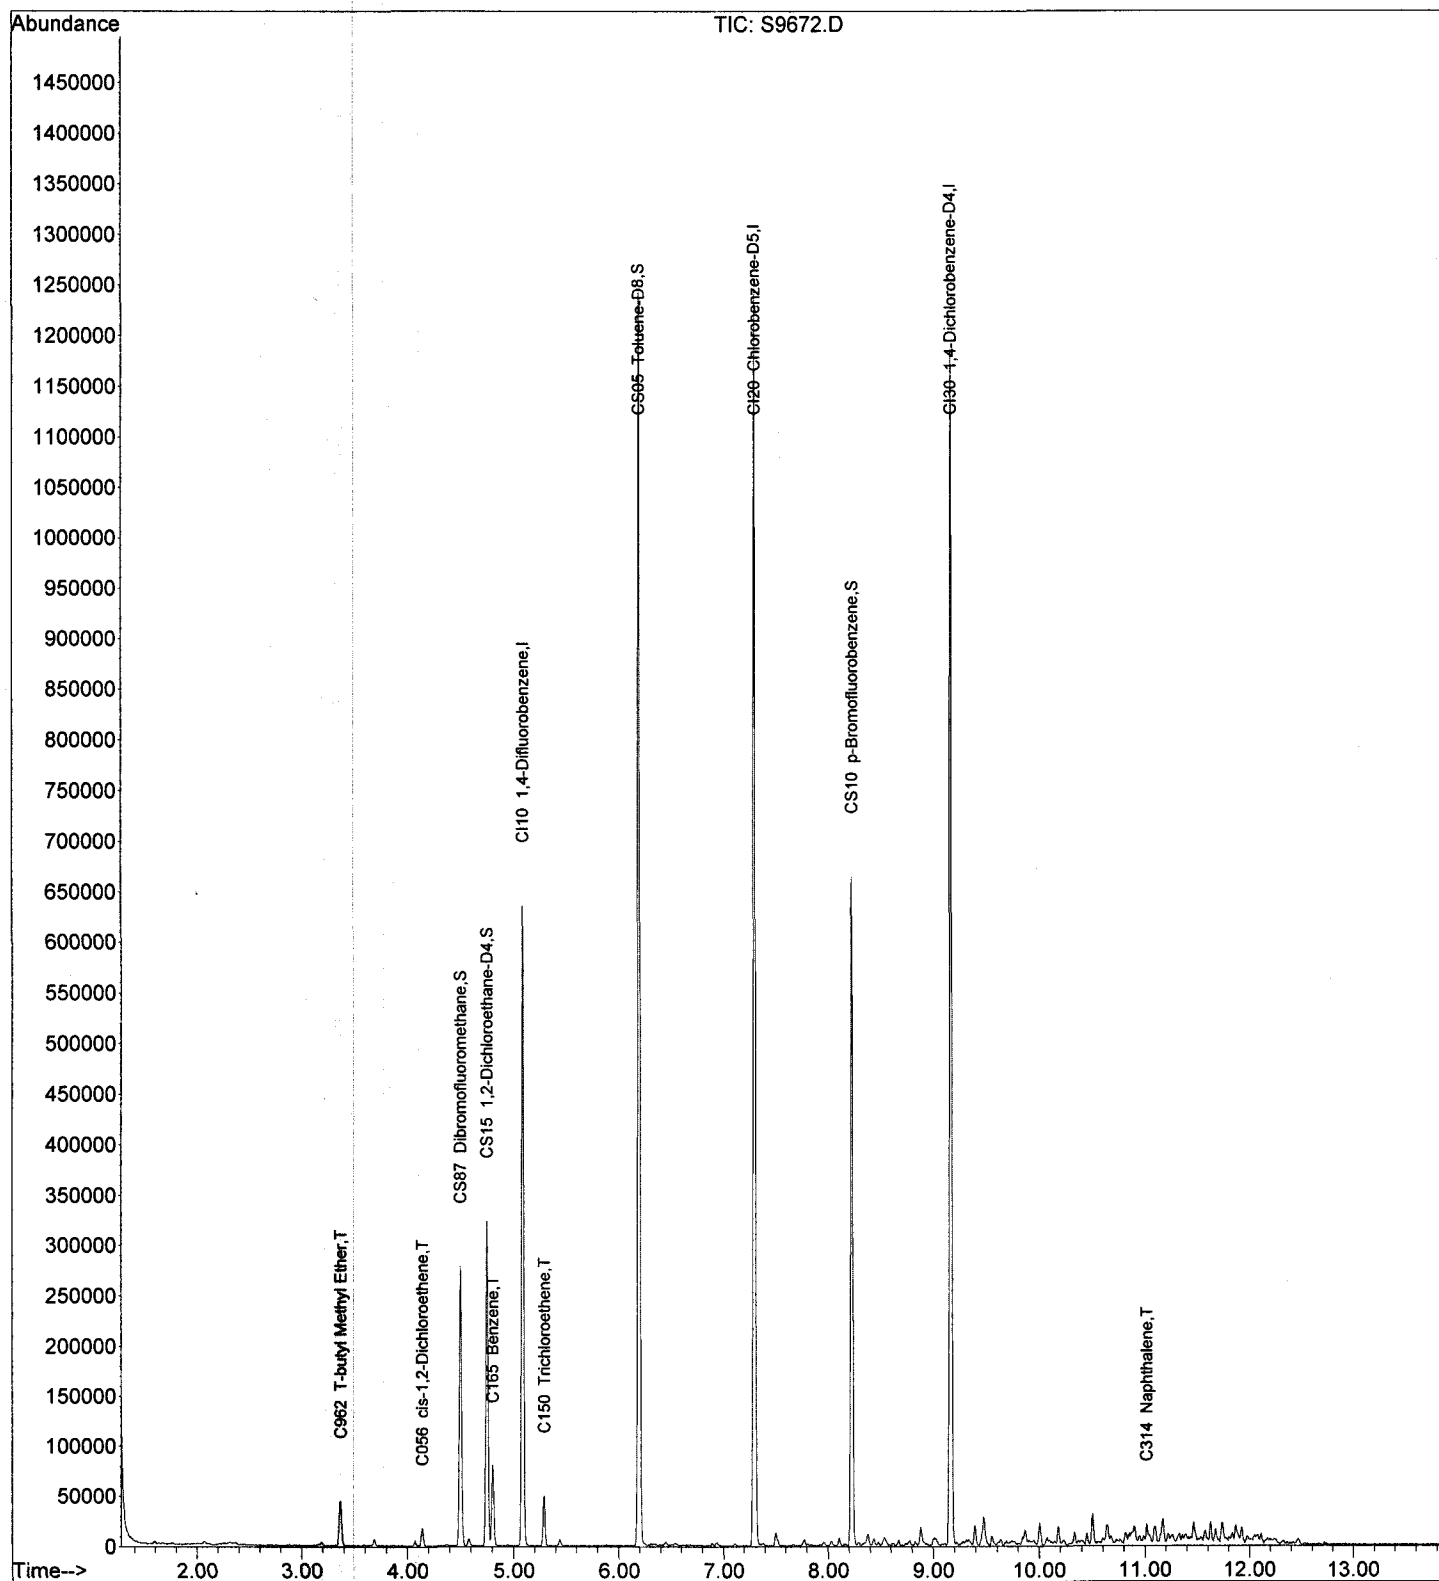 Abundance
TIC: S9672.D
1450000
1400000
1350000
1300000
1250000
1200000
1150000
1100000
1050000
1000000
950000
900000
850000
800000
750000
700000
650000
600000
550000
500000
450000
400000
350000
300000
250000
200000
150000
100000
50000
0
C962 T-butyl Methyl Ether,T
C056 cis-1,2-Dichloroethene,T
CS87 Dibromofluoromethane,S
CS15 1,2-Dichloroethane-D4,S
C165 Benzene,T
CI10 1,4-Difluorobenzene,I
C150 Trichloroethene,T
CS05 Toluene-D8,S
CI20 Chlorobenzene-D5,I
CS10 p-Bromofluorobenzene,S
CI30 1,4-Dichlorobenzene-D4,I
C314 Naphthalene,T
Time-->
2.00 3.00 4.00 5.00 6.00 7.00 8.00 9.00 10.00 11.00 12.00 13.00